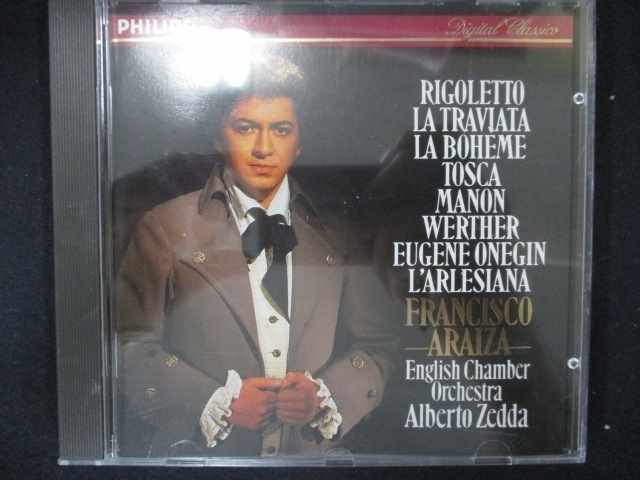 PHILIPS
Digital Classics
RIGOLETTO
LA TRAVIATA
LA BOHEME
TOSCA
MANON
WERTHER
EUGENE ONEGIN
L'ARLESIANA
FRANCISCO
ARAIZA
English Chamber
Orchestra
Alberto Zedda